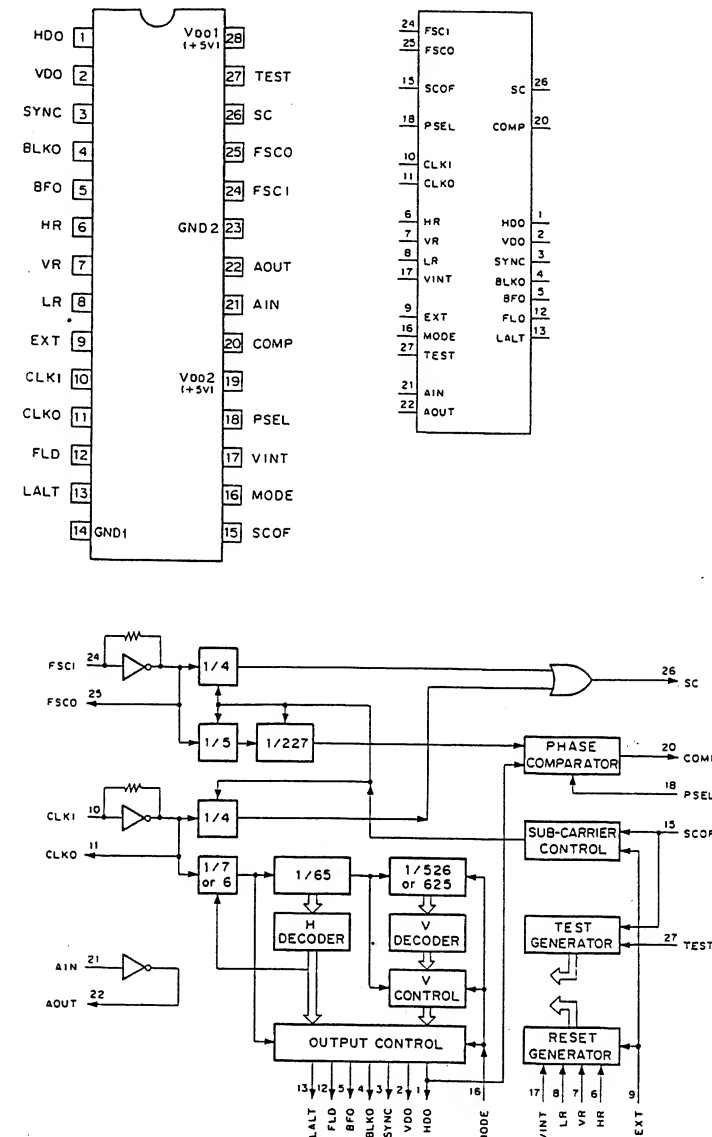 HDO 1
VDD1 28
(+5V)
VDO 2
27 TEST
SYNC 3
26 SC
BLKO 4
25 FSCO
BFO 5
24 FSCI
HR 6
GND2 23
VR 7
22 AOUT
LR 8
21 AIN
EXT 9
20 COMP
CLKI 10
VDD2 19
(+5V)
CLKO 11
18 PSEL
FLD 12
17 VINT
LALT 13
16 MODE
14 GND1
15 SCOF
24 FSCI
25 FSCO
15 SCOF
SC 26
18 PSEL
COMP 20
10 CLKI
11 CLKO
6 HR
HDO 1
7 VR
VDO 2
8 LR
SYNC 3
17 VINT
BLKO 4
BFO 5
9 EXT
FLD 12
16 MODE
LALT 13
27 TEST
21 AIN
22 AOUT
FSCI 24
1/4
26 SC
FSCO 25
1/5
1/227
PHASE
COMPARATOR
20 COM
18 PSEL
CLKI 10
1/4
CLKO 11
SUB-CARRIER
CONTROL
15 SCOF
1/7
or 6
1/65
1/526
or 625
H
DECODER
V
DECODER
TEST
GENERATOR
27 TEST
AIN 21
AOUT 22
V
CONTROL
OUTPUT CONTROL
RESET
GENERATOR
13 LALT
12 FLD
5 BFO
4 BLKO
3 SYNC
2 VDO
1 HDO
16 MODE
17 VINT
8 LR
7 VR
6 HR
9 EXT